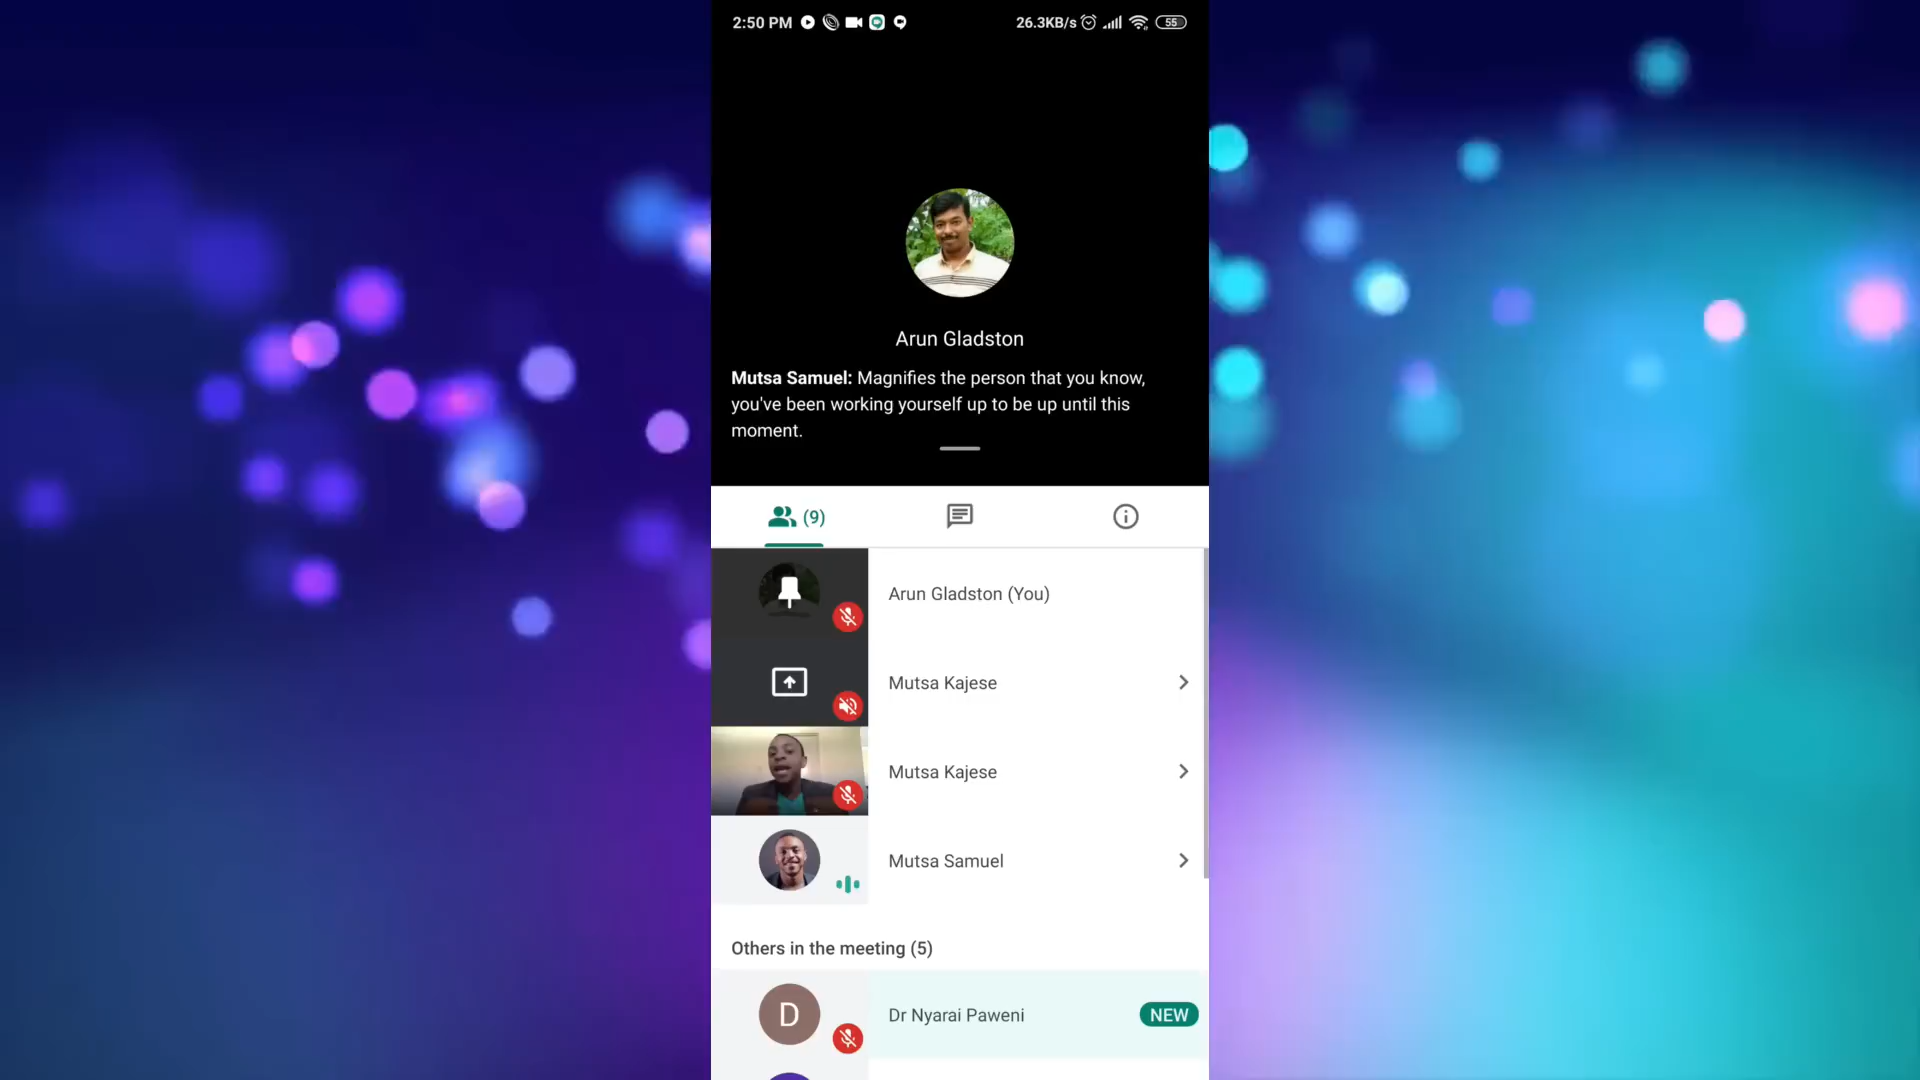 2:50 PM 26.3KB/s 55
Arun Gladston
Mutsa Samuel: Magnifies the person that you know,
you've been working yourself up to be up until this
moment.
(9)
Arun Gladston (You)
Mutsa Kajese
Mutsa Kajese
Mutsa Samuel
Others in the meeting (5)
D Dr Nyarai Paweni NEW